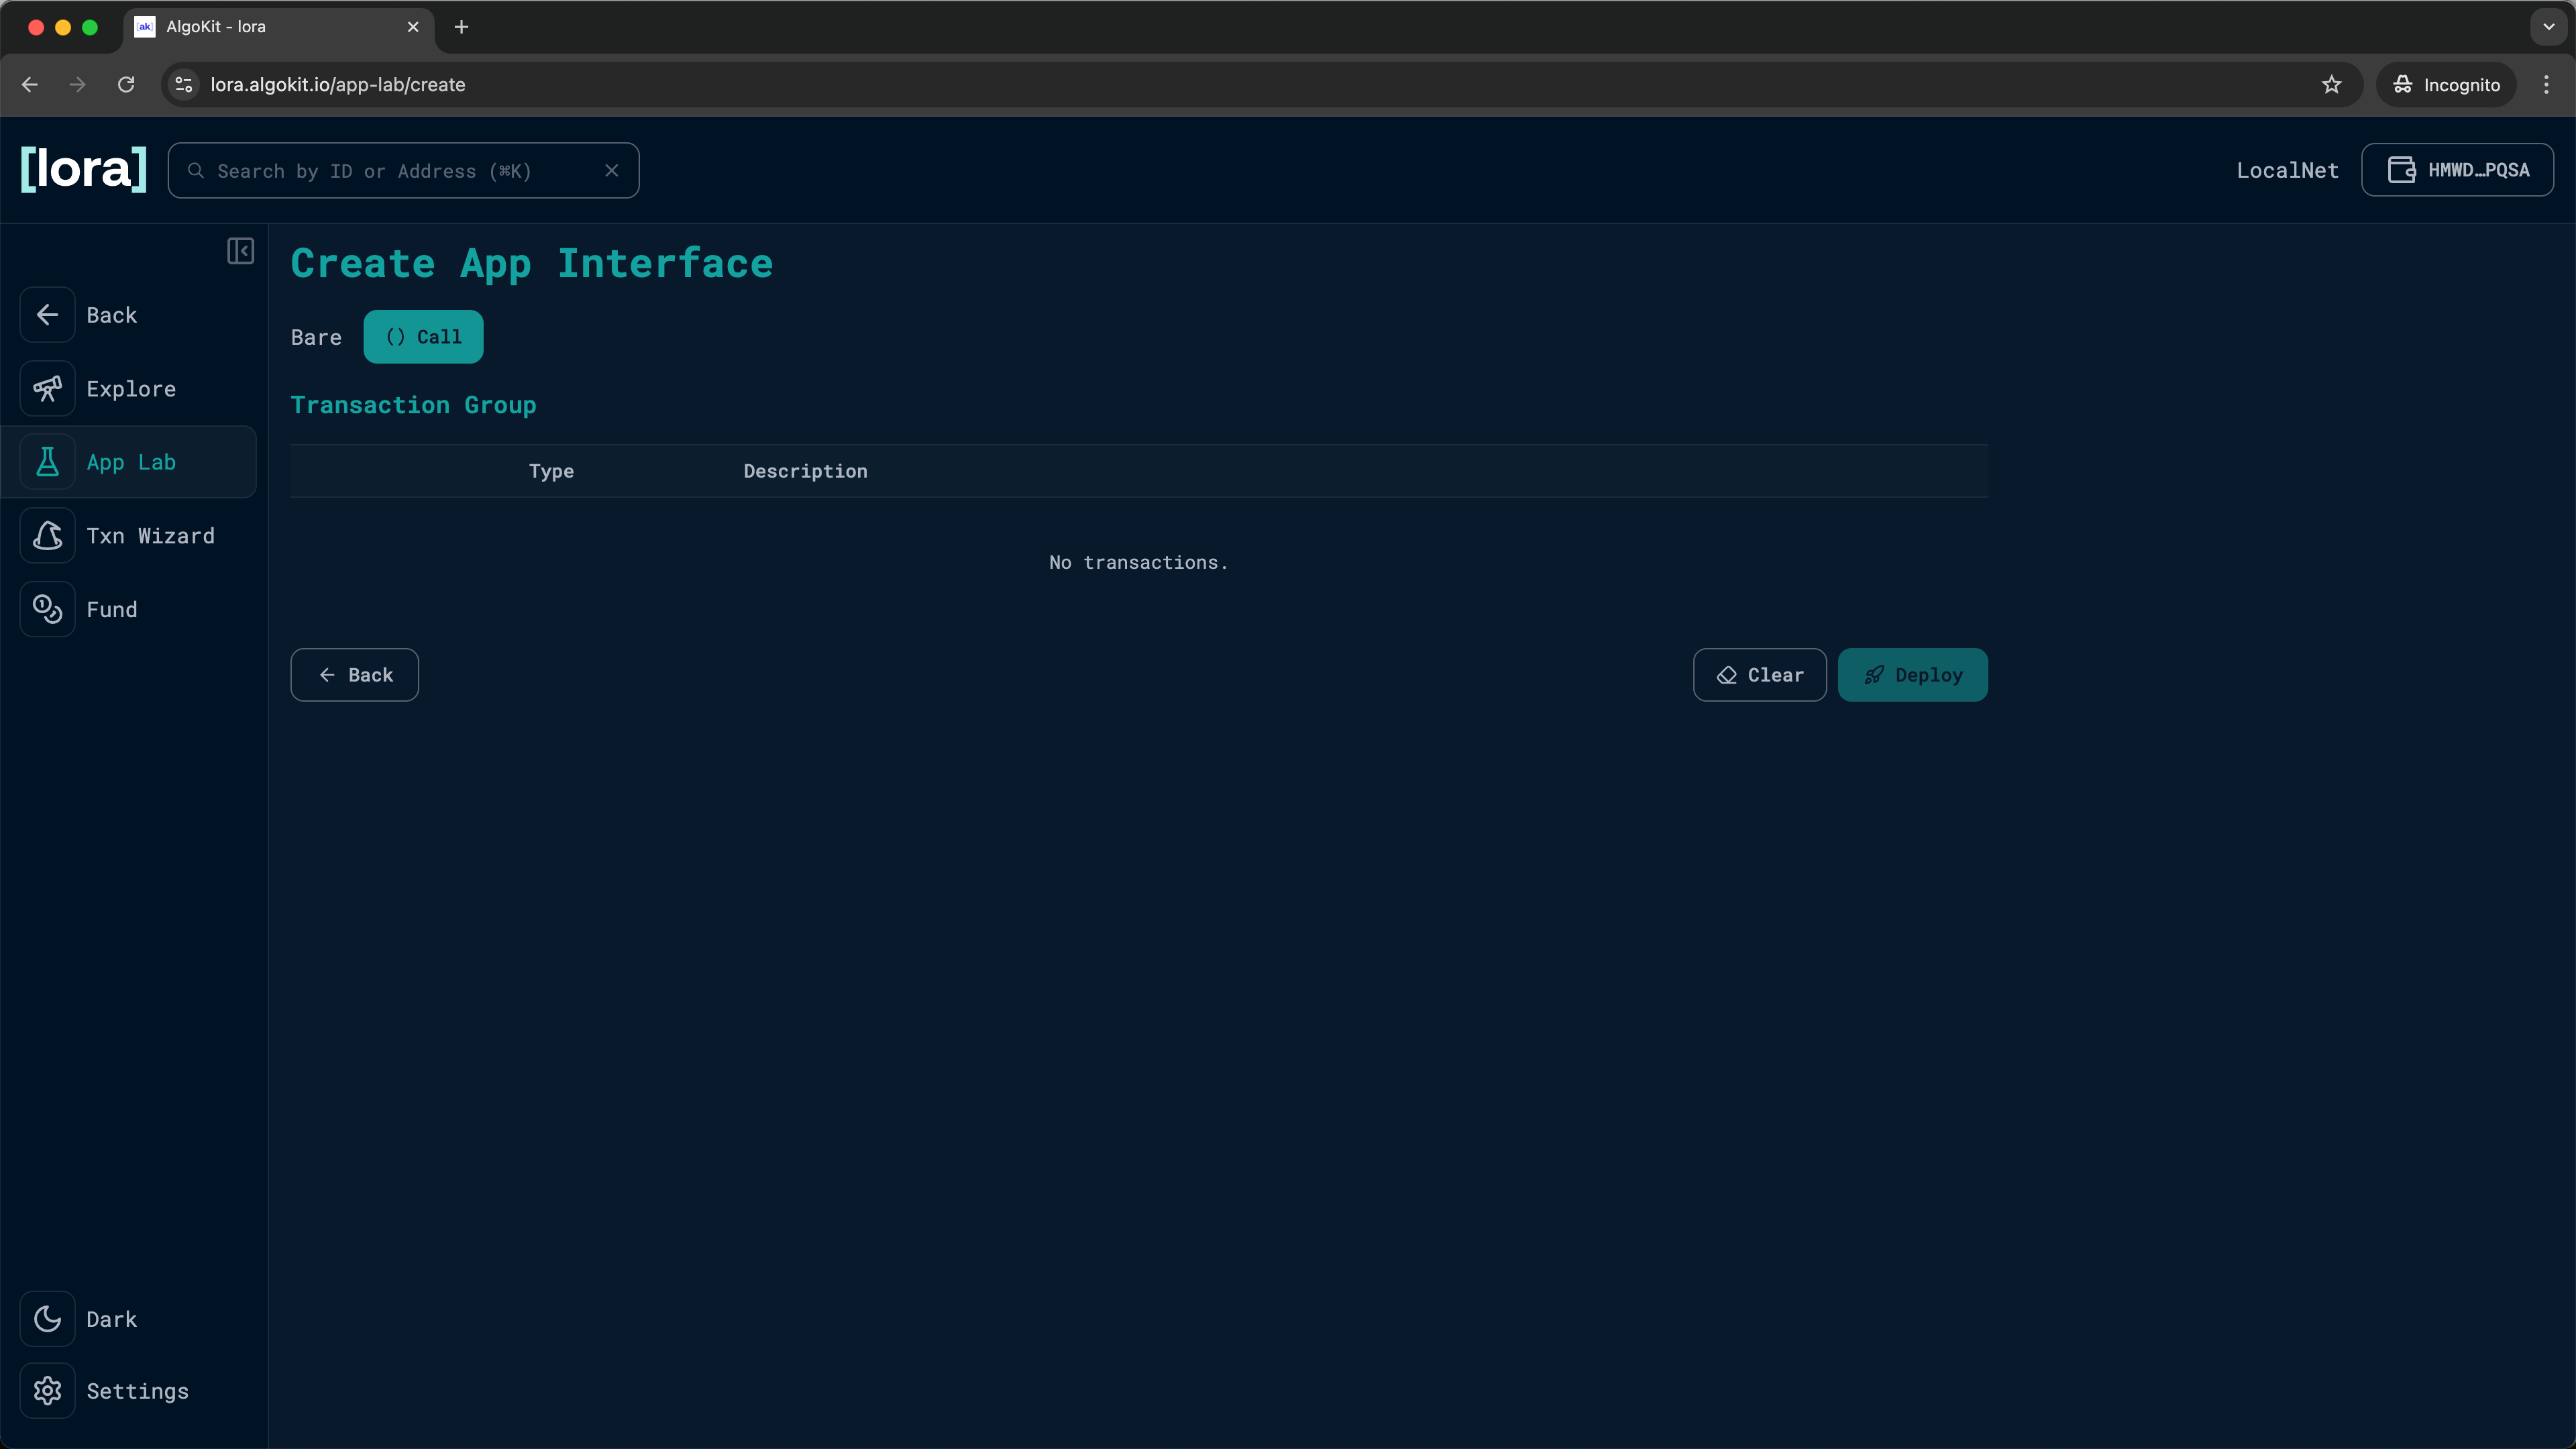 [ak] AlgoKit - lora
lora.algokit.io/app-lab/create
Incognito
[lora]
Search by ID or Address (⌘K)
LocalNet
HMWD…PQSA
Back
Explore
App Lab
Txn Wizard
Fund
Dark
Settings
Create App Interface
Bare
() Call
Transaction Group
Type Description
No transactions.
Back
Clear
Deploy